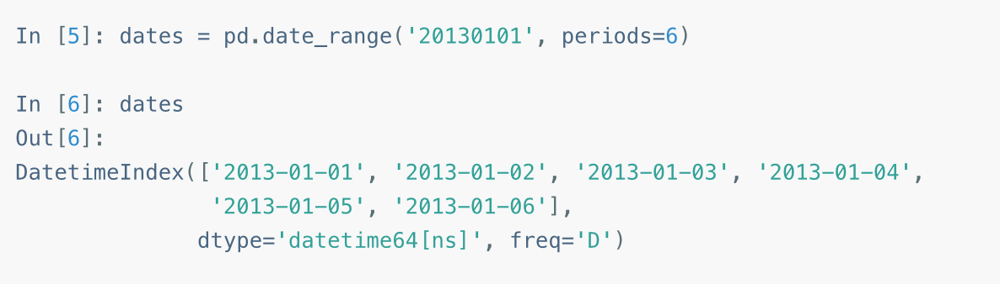 In [5]: dates = pd.date_range('20130101', periods=6)
In [6]: dates
Out[6]:
DatetimeIndex(['2013-01-01', '2013-01-02', '2013-01-03', '2013-01-04',
'2013-01-05', '2013-01-06'],
dtype='datetime64[ns]', freq='D')